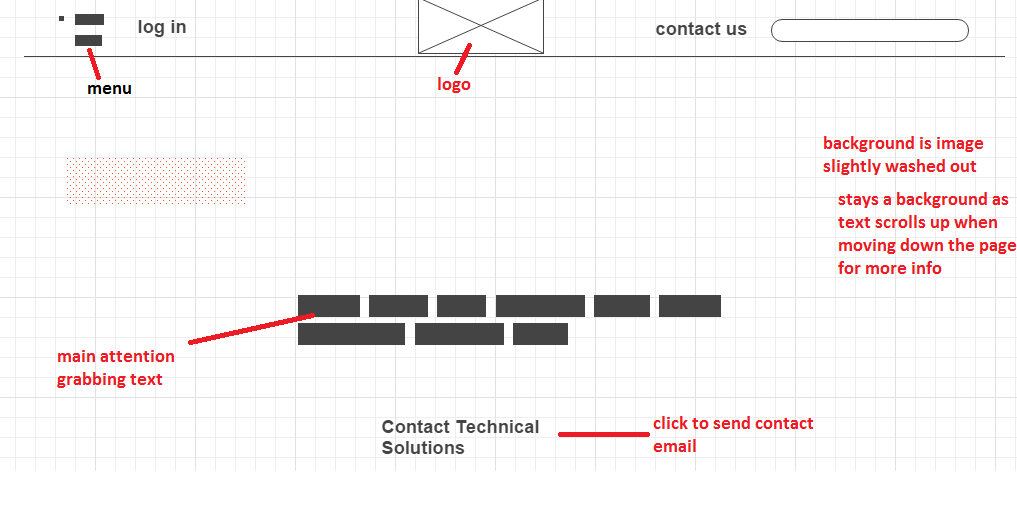 log in
contact us
menu
logo
background is image
slightly washed out
stays a background as
text scrolls up when
moving down the page
for more info
main attention
grabbing text
Contact Technical
Solutions
click to send contact
email